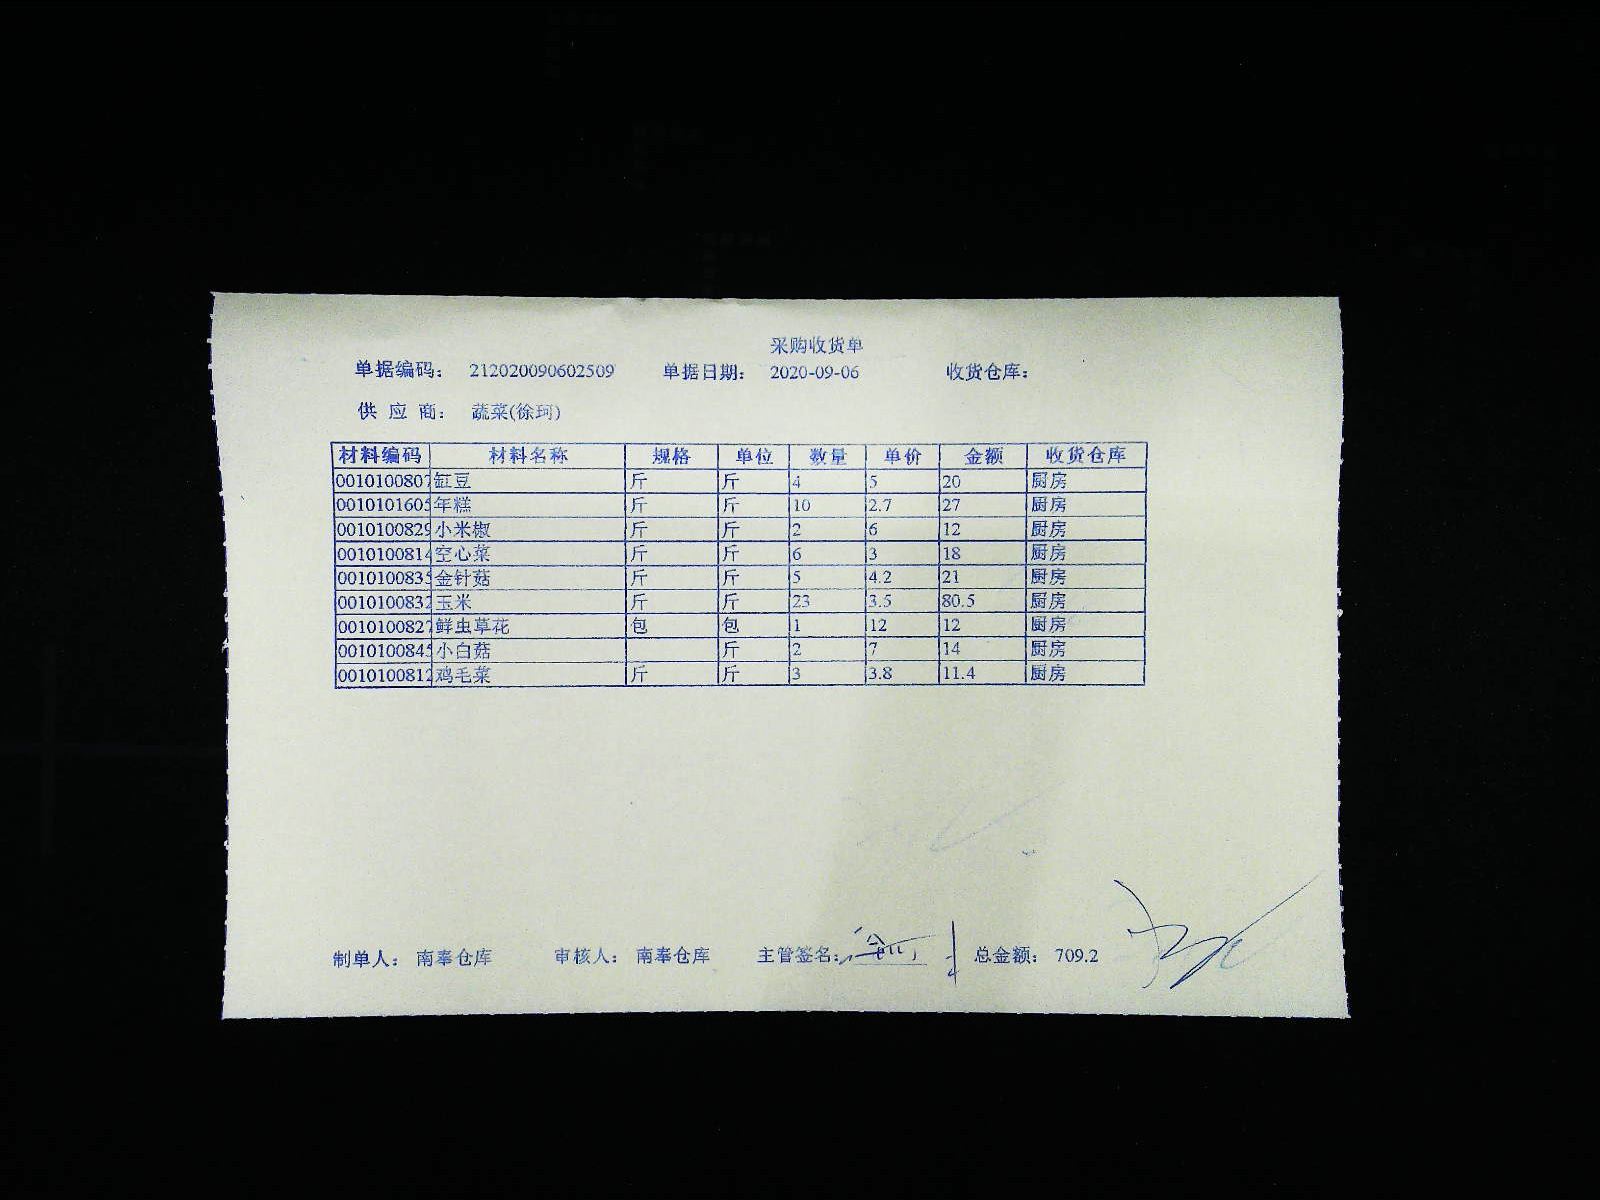 采购收货单
单据编码： 212020090602509 单据日期： 2020-09-06 收货仓库：
供 应 商： 蔬菜(徐珂)
材料编码 材料名称 规格 单位 数量 单价 金额 收货仓库
0010100807 缸豆 斤 斤 4 5 20 厨房
0010101605 年糕 斤 斤 10 2.7 27 厨房
0010100829 小米椒 斤 斤 2 6 12 厨房
0010100814 空心菜 斤 斤 6 3 18 厨房
0010100835 金针菇 斤 斤 5 4.2 21 厨房
0010100832 玉米 斤 斤 23 3.5 80.5 厨房
0010100827 鲜虫草花 包 包 1 12 12 厨房
0010100845 小白菇 斤 2 7 14 厨房
0010100812 鸡毛菜 斤 斤 3 3.8 11.4 厨房
制单人： 南奉仓库 审核人： 南奉仓库 主管签名： 总金额： 709.2